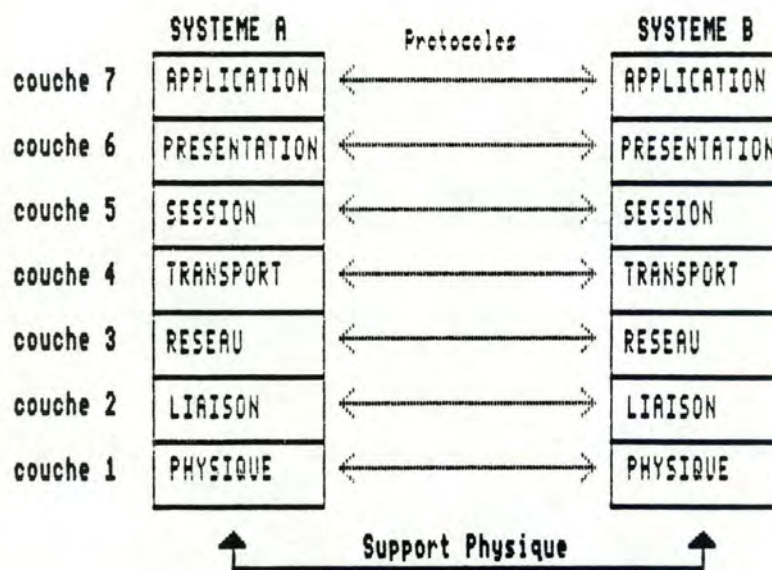 SYSTEME A Protocoles SYSTEME B
couche 7 APPLICATION APPLICATION
couche 6 PRESENTATION PRESENTATION
couche 5 SESSION SESSION
couche 4 TRANSPORT TRANSPORT
couche 3 RESEAU RESEAU
couche 2 LIAISON LIAISON
couche 1 PHYSIQUE PHYSIQUE
Support Physique